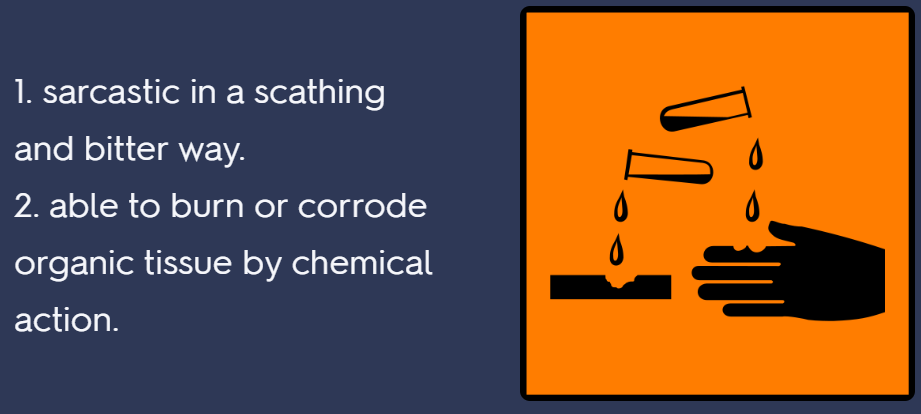 1. sarcastic in a scathing
and bitter way.
2. able to burn or corrode
organic tissue by chemical
action.